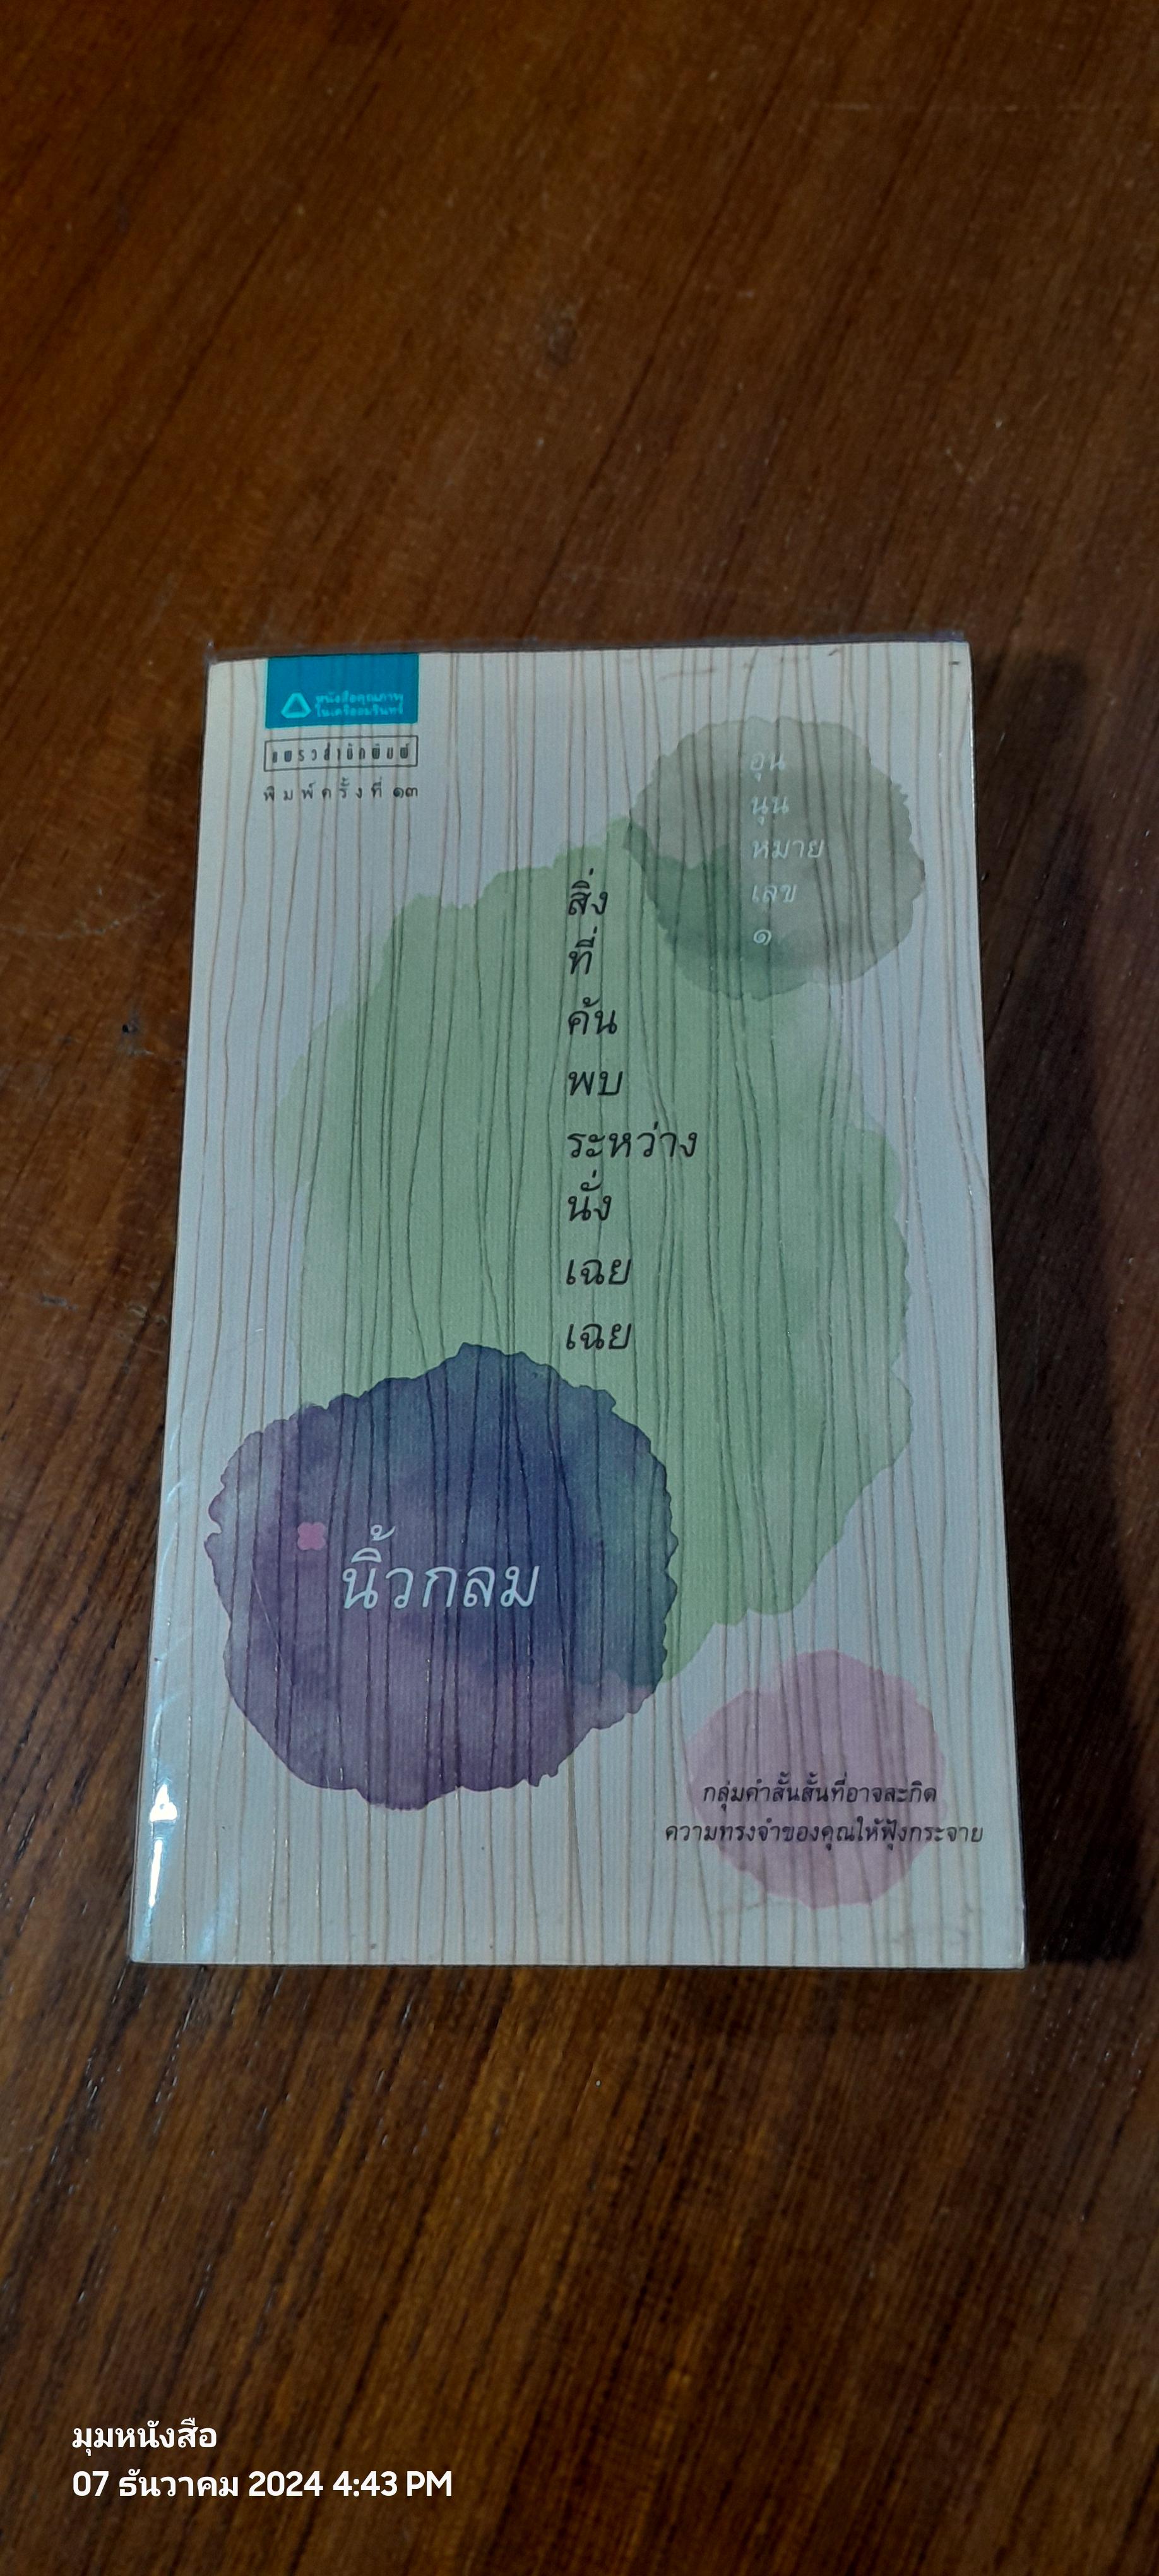 หนังสือคุณภาพ
ในเครืออมรินทร์
แพรวสำนักพิมพ์
พิมพ์ครั้งที่ ๑๓
อุน
นุน
หมาย
เลข
๑
สิ่ง
ที่
ค้น
พบ
ระหว่าง
นั่ง
เฉย
เฉย
นิ้วกลม
กลุ่มคำสั้นสั้นที่อาจสะกิด
ความทรงจำของคุณให้ฟุ้งกระจาย
มุมหนังสือ
07 ธันวาคม 2024 4:43 PM